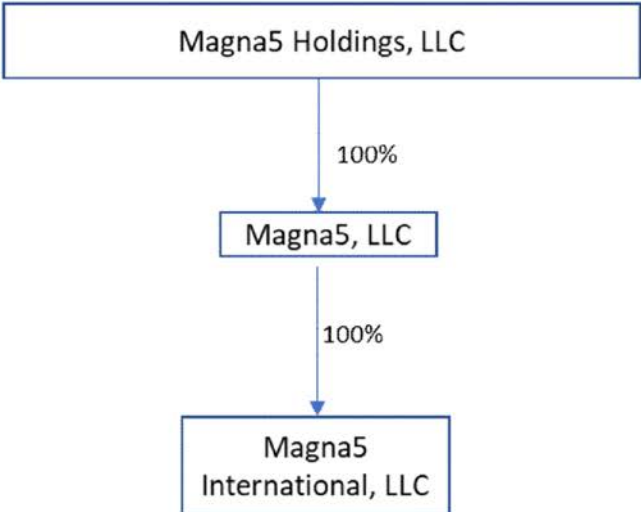 Magna5 Holdings, LLC
100%
Magna5, LLC
100%
Magna5
International, LLC